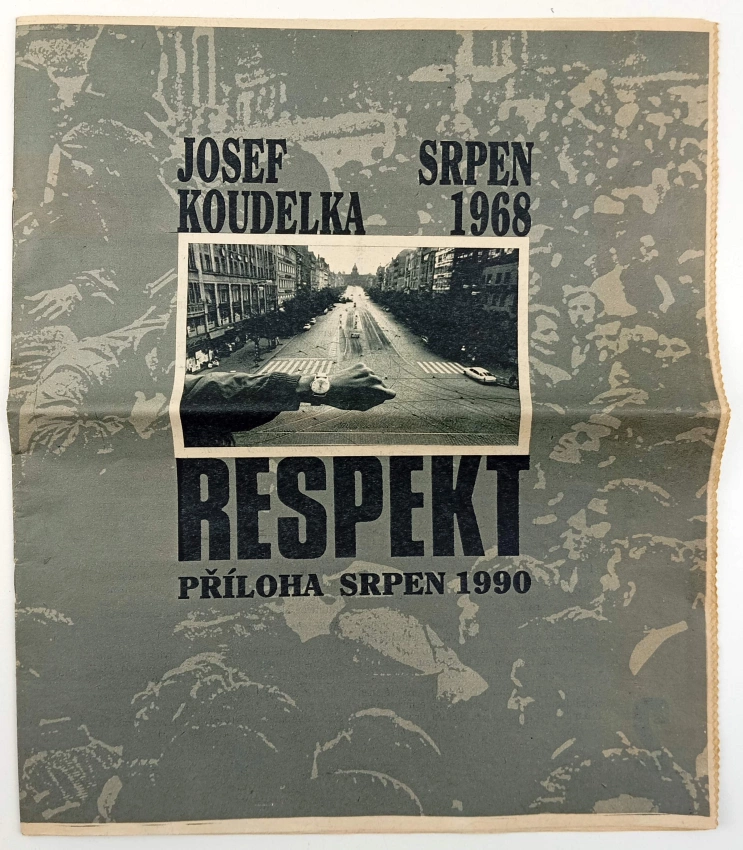 JOSEF SRPEN
KOUDELKA 1968
RESPEKT
PŘÍLOHA SRPEN 1990